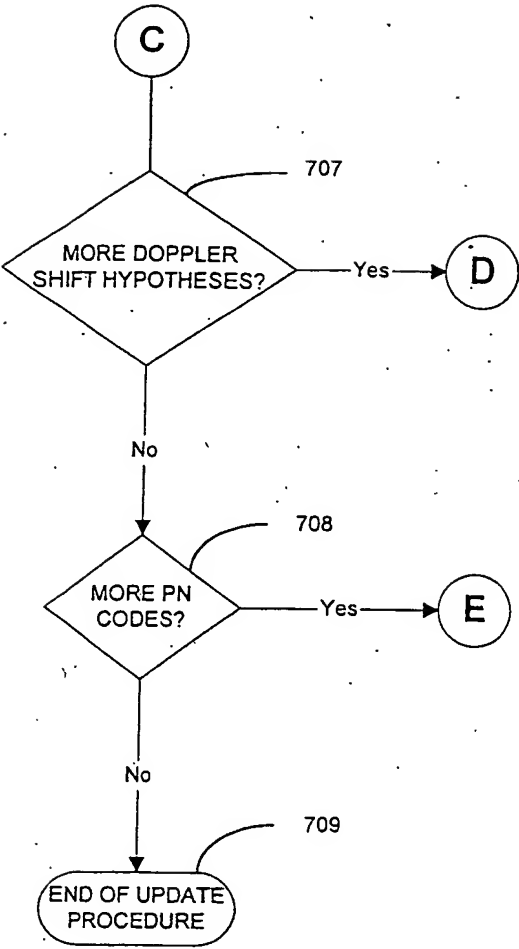 C
707
MORE DOPPLER
SHIFT HYPOTHESES?
Yes
D
No
708
MORE PN
CODES?
Yes
E
No
709
END OF UPDATE
PROCEDURE